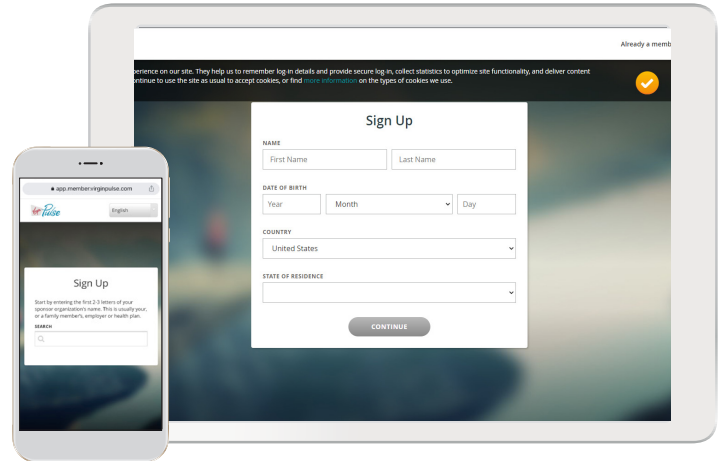 Already a memb
perience on our site. They help us to remember log-in details and provide secure log-in, collect statistics to optimize site functionality, and deliver content
ontinue to use the site as usual to accept cookies, or find more information on the types of cookies we use.
Sign Up
NAME
First Name
Last Name
DATE OF BIRTH
Year
Month
Day
COUNTRY
United States
STATE OF RESIDENCE
CONTINUE
app.member.virginpulse.com
Pulse
English
Sign Up
Start by entering the first 2-3 letters of your
sponsor organization's name. This is usually your,
or a family member's, employer or health plan.
SEARCH